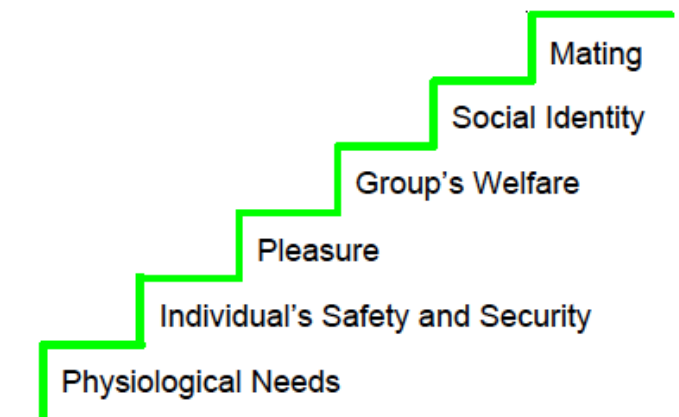 Mating
Social Identity
Group’s Welfare
Pleasure
Individual’s Safety and Security
Physiological Needs